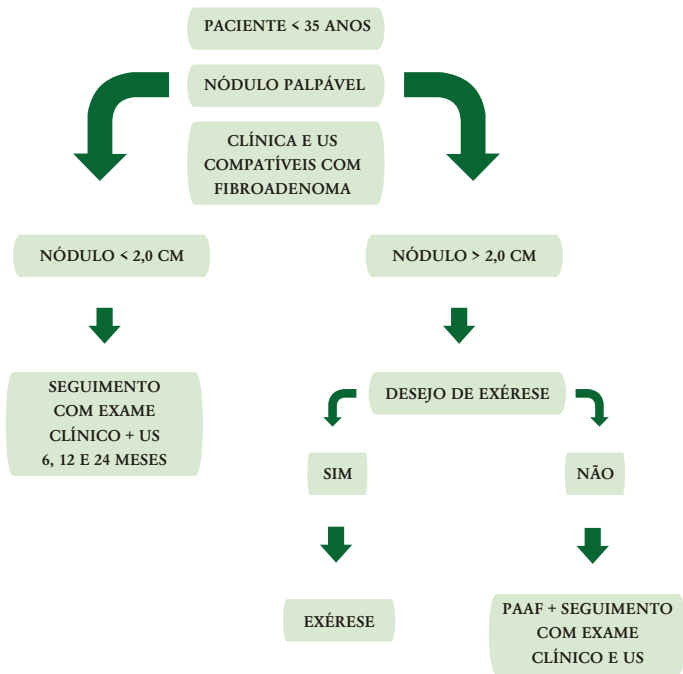 PACIENTE < 35 ANOS
NÓDULO PALPÁVEL
CLÍNICA E US
COMPATÍVEIS COM
FIBROADENOMA
NÓDULO < 2,0 CM
NÓDULO > 2,0 CM
SEGUIMENTO
COM EXAME
CLÍNICO + US
6, 12 E 24 MESES
DESEJO DE EXÉRESE
SIM
NÃO
EXÉRESE
PAAF + SEGUIMENTO
COM EXAME
CLÍNICO E US